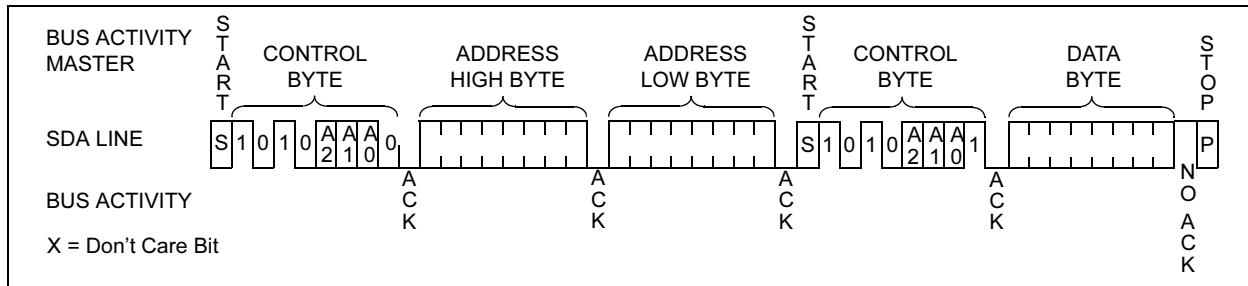 BUS ACTIVITY
MASTER
START
CONTROL
BYTE
ADDRESS
HIGH BYTE
ADDRESS
LOW BYTE
START
CONTROL
BYTE
DATA
BYTE
STOP
SDA LINE
S 1 0 1 0 A2 A1 A0 0
S 1 0 1 0 A2 A1 A0 1
P
BUS ACTIVITY
ACK
ACK
ACK
ACK
NO ACK
X = Don't Care Bit